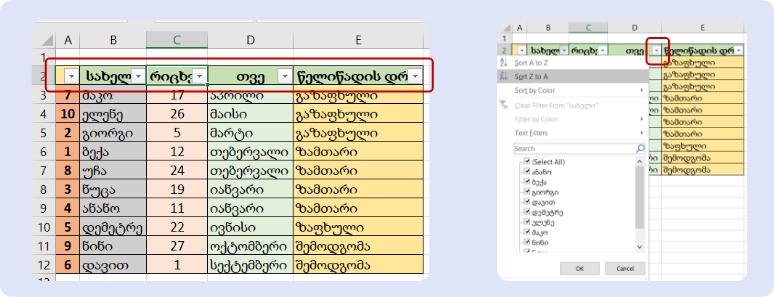 A B C D E
1
2 სახელ რიცხვ თვე წელიწადის დრ
3 7 მაკო 17 აპრილი გაზაფხული
4 10 ელენე 26 მაისი გაზაფხული
5 2 გიორგი 5 მარტი გაზაფხული
6 1 ბექა 12 თებერვალი ზამთარი
7 8 უჩა 24 თებერვალი ზამთარი
8 3 ნუცა 19 იანვარი ზამთარი
9 4 ანანო 11 იანვარი ზამთარი
10 5 დემეტრე 22 ივნისი ზაფხული
11 9 ნინი 27 ოქტომბერი შემოდგომა
12 6 დავით 1 სექტემბერი შემოდგომა
A B C D E
1
2 სახელ რიცხვ თვე წელიწადის დრ
Sort A to Z გაზაფხული
Sort Z to A გაზაფხული
Sort by Color გაზაფხული
Clear Filter From "სახელი" ზამთარი
Filter by Color ზამთარი
Text Filters ზამთარი
ზამთარი
Search ზაფხული
(Select All) შემოდგომა
ანანო შემოდგომა
ბექა
გიორგი
დავით
დემეტრე
ელენე
მაკო
ნინი
OK Cancel